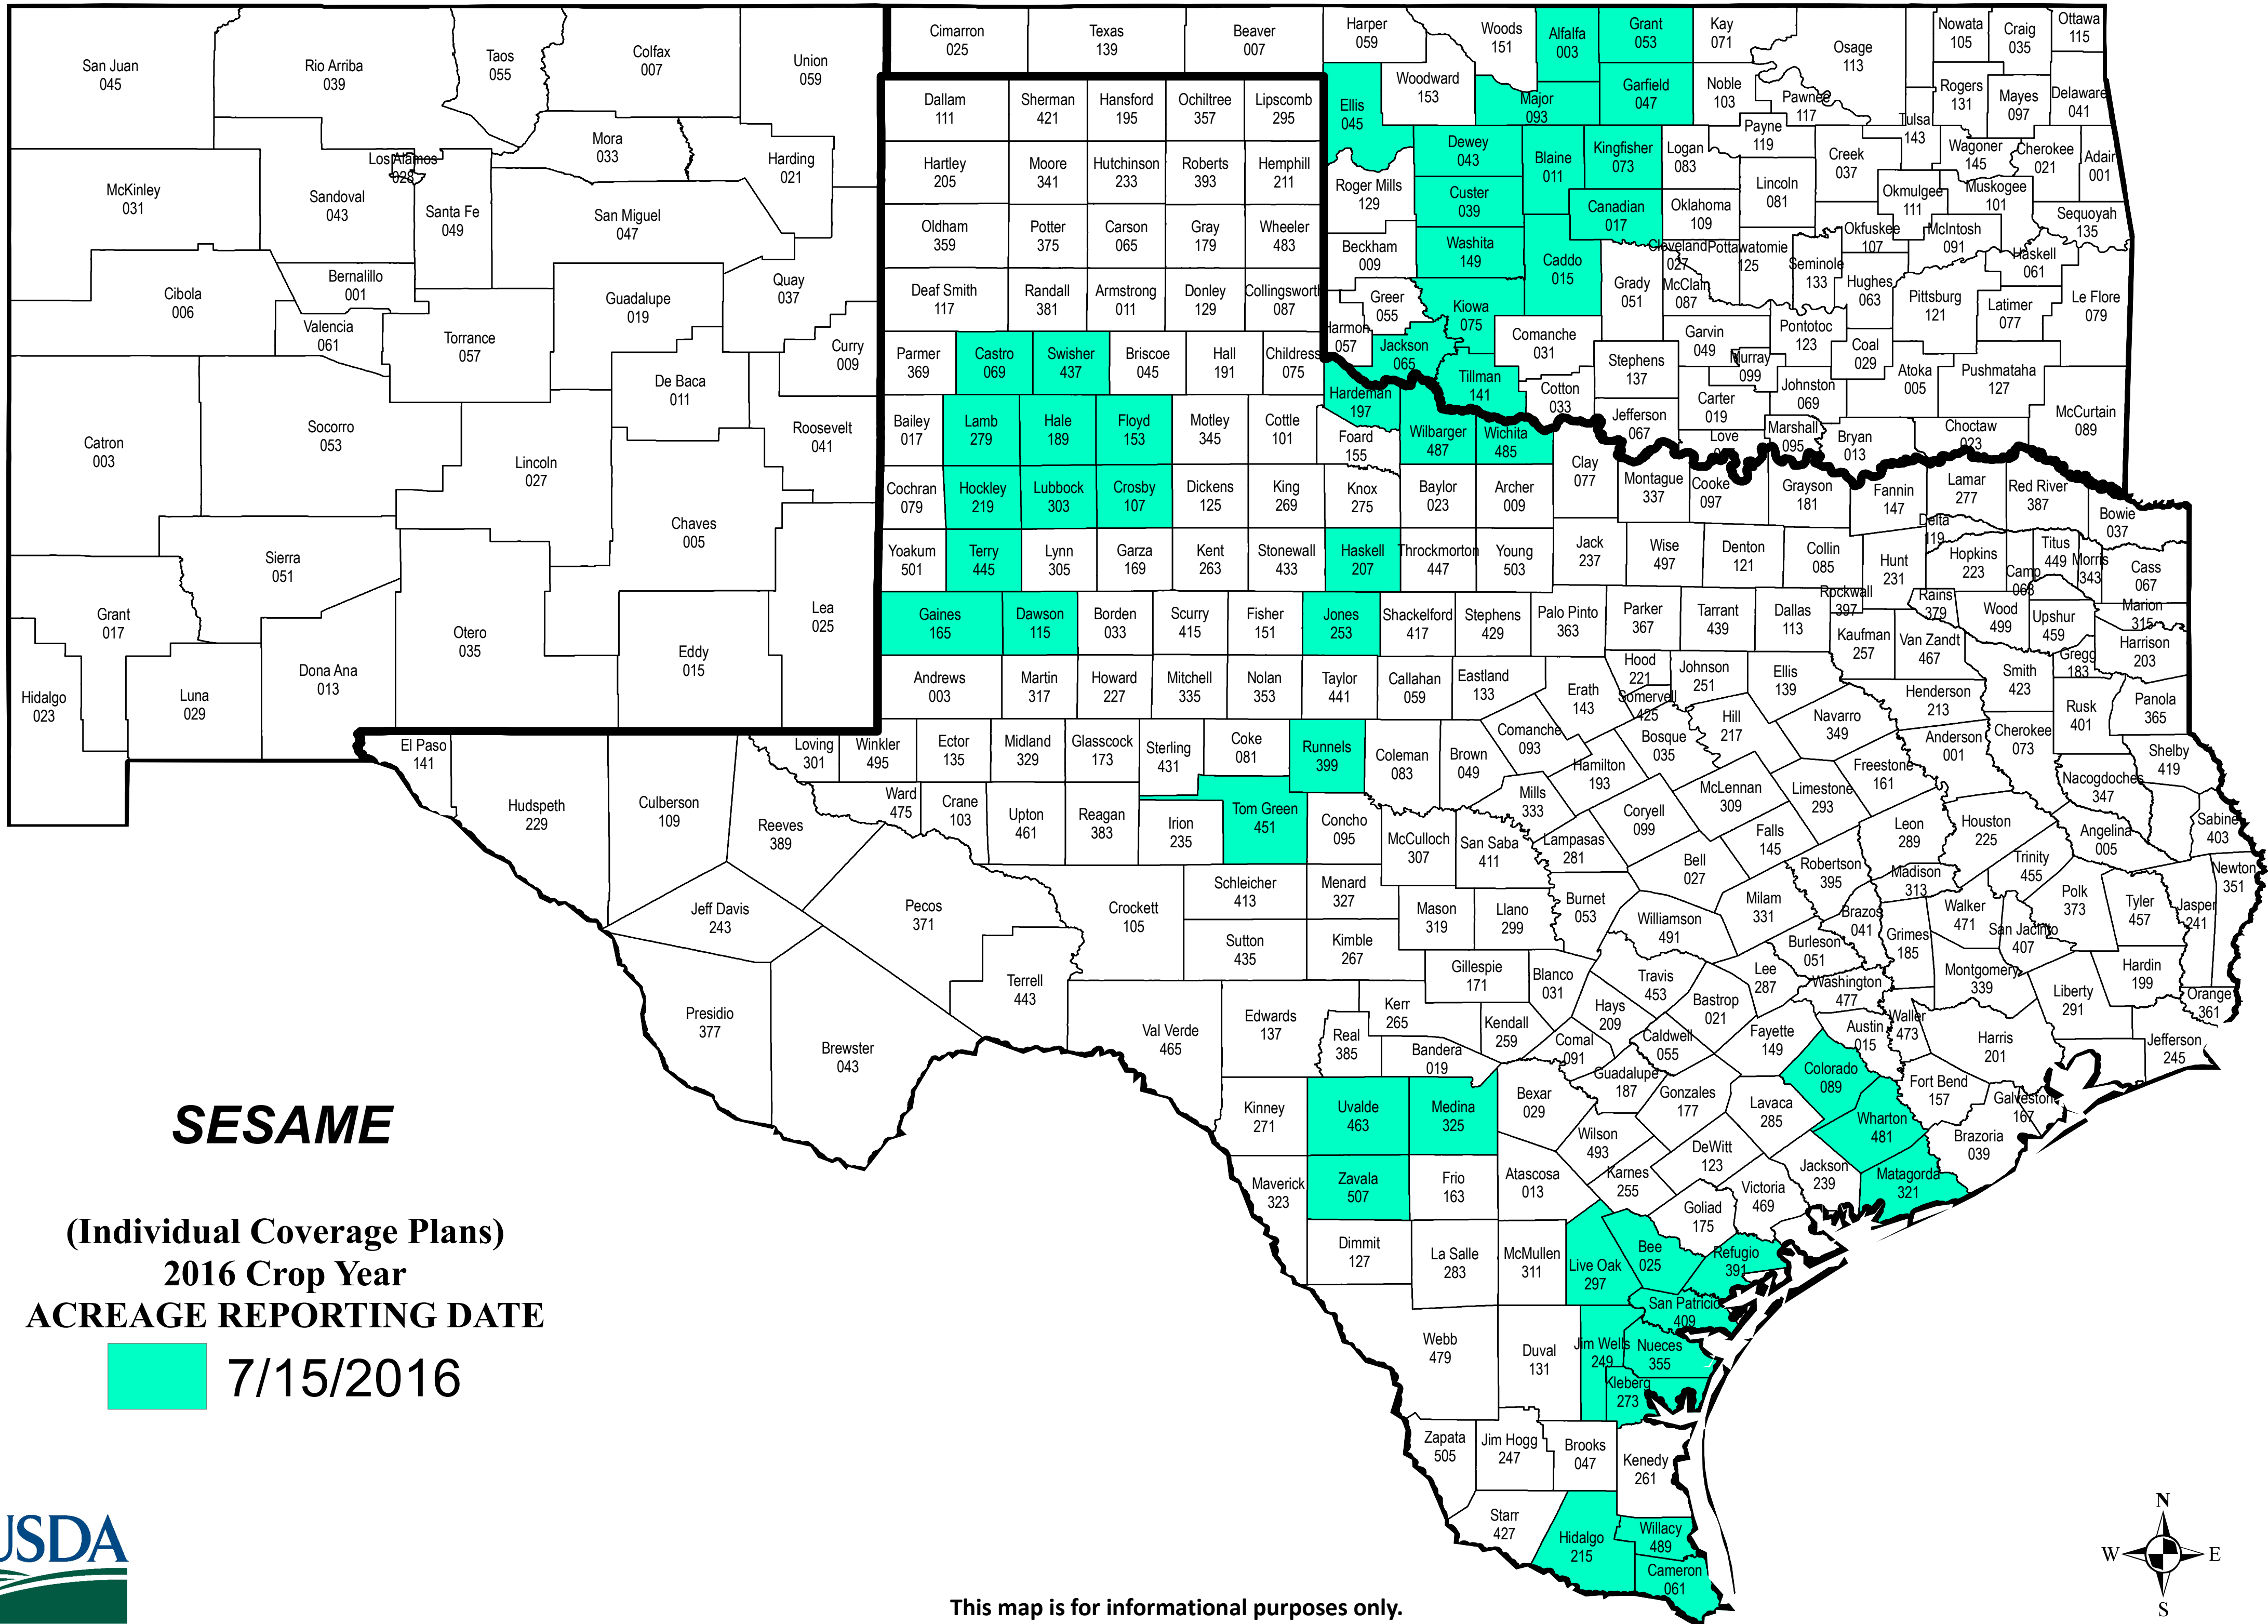 Cimarron
025
Texas
139
Beaver
007
Harper
059
Woods
151
Alfalfa
003
Grant
053
Kay
071
Osage
113
Nowata
105
Craig
035
Ottawa
115
San Juan
045
Rio Arriba
039
Taos
055
Colfax
007
Union
059
Ellis
045
Woodward
153
Major
093
Garfield
047
Noble
103
Pawnee
117
Rogers
131
Mayes
097
Delaware
041
Tulsa
143
Dallam
111
Sherman
421
Hansford
195
Ochiltree
357
Lipscomb
295
Mora
033
Harding
021
Los Alamos
028
Dewey
043
Blaine
011
Kingfisher
073
Logan
083
Payne
119
Creek
037
Wagoner
145
Cherokee
021
Adair
001
McKinley
031
Sandoval
043
Santa Fe
049
San Miguel
047
Hartley
205
Moore
341
Hutchinson
233
Roberts
393
Hemphill
211
Roger Mills
129
Custer
039
Canadian
017
Oklahoma
109
Lincoln
081
Okmulgee
111
Muskogee
101
Sequoyah
135
Oldham
359
Potter
375
Carson
065
Gray
179
Wheeler
483
Beckham
009
Washita
149
Caddo
015
Cleveland
027
Pottawatomie
125
Seminole
133
Okfuskee
107
McIntosh
091
Haskell
061
Bernalillo
001
Cibola
006
Valencia
061
Torrance
057
Guadalupe
019
Quay
037
Curry
009
Deaf Smith
117
Randall
381
Armstrong
011
Donley
129
Collingsworth
087
Greer
055
Kiowa
075
Grady
051
McClain
087
Hughes
063
Pittsburg
121
Latimer
077
Le Flore
079
Harmon
057
Jackson
065
Comanche
031
Stephens
137
Garvin
049
Murray
099
Pontotoc
123
Coal
029
Atoka
005
Pushmataha
127
Parmer
369
Castro
069
Swisher
437
Briscoe
045
Hall
191
Childress
075
Hardeman
197
Tillman
141
Cotton
033
Jefferson
067
Carter
019
Johnston
069
Love
Marshall
095
Bryan
013
Choctaw
023
McCurtain
089
Catron
003
Socorro
053
De Baca
011
Roosevelt
041
Lincoln
027
Bailey
017
Lamb
279
Hale
189
Floyd
153
Motley
345
Cottle
101
Foard
155
Wilbarger
487
Wichita
485
Clay
077
Montague
337
Cooke
097
Grayson
181
Fannin
147
Lamar
277
Red River
387
Bowie
037
Cochran
079
Hockley
219
Lubbock
303
Crosby
107
Dickens
125
King
269
Knox
275
Baylor
023
Archer
009
Chaves
005
Sierra
051
Grant
017
Otero
035
Eddy
015
Lea
025
Dona Ana
013
Luna
029
Hidalgo
023
Yoakum
501
Terry
445
Lynn
305
Garza
169
Kent
263
Stonewall
433
Haskell
207
Throckmorton
447
Young
503
Jack
237
Wise
497
Denton
121
Collin
085
Hunt
231
Delta
119
Hopkins
223
Titus
449
Camp
063
Morris
343
Cass
067
Gaines
165
Dawson
115
Borden
033
Scurry
415
Fisher
151
Jones
253
Shackelford
417
Stephens
429
Palo Pinto
363
Parker
367
Tarrant
439
Dallas
113
Rockwall
397
Rains
379
Wood
499
Upshur
459
Marion
315
Kaufman
257
Van Zandt
467
Gregg
183
Harrison
203
Andrews
003
Martin
317
Howard
227
Mitchell
335
Nolan
353
Taylor
441
Callahan
059
Eastland
133
Erath
143
Hood
221
Somervell
425
Johnson
251
Ellis
139
Henderson
213
Smith
423
Rusk
401
Panola
365
El Paso
141
Hudspeth
229
Culberson
109
Reeves
389
Loving
301
Winkler
495
Ector
135
Midland
329
Glasscock
173
Sterling
431
Coke
081
Runnels
399
Coleman
083
Brown
049
Comanche
093
Hamilton
193
Bosque
035
Hill
217
Navarro
349
Freestone
161
Anderson
001
Cherokee
073
Shelby
419
Nacogdoches
347
Ward
475
Crane
103
Upton
461
Reagan
383
Irion
235
Tom Green
451
Concho
095
McCulloch
307
San Saba
411
Mills
333
Lampasas
281
Coryell
099
McLennan
309
Limestone
293
Falls
145
Leon
289
Houston
225
Angelina
005
Sabine
403
Jeff Davis
243
Pecos
371
Crockett
105
Schleicher
413
Menard
327
Mason
319
Llano
299
Burnet
053
Bell
027
Milam
331
Robertson
395
Madison
313
Trinity
455
Polk
373
Tyler
457
Jasper
241
Newton
351
Sutton
435
Kimble
267
Gillespie
171
Blanco
031
Williamson
491
Burleson
051
Brazos
041
Grimes
185
Walker
471
San Jacinto
407
Presidio
377
Brewster
043
Terrell
443
Val Verde
465
Edwards
137
Real
385
Kerr
265
Kendall
259
Bandera
019
Comal
091
Hays
209
Travis
453
Bastrop
021
Lee
287
Washington
477
Montgomery
339
Liberty
291
Hardin
199
Orange
361
Caldwell
055
Fayette
149
Austin
015
Waller
473
Harris
201
Jefferson
245
Kinney
271
Uvalde
463
Medina
325
Bexar
029
Guadalupe
187
Gonzales
177
Lavaca
285
Colorado
089
Wharton
481
Fort Bend
157
Galveston
167
Brazoria
039
Maverick
323
Zavala
507
Frio
163
Atascosa
013
Wilson
493
Karnes
255
DeWitt
123
Victoria
469
Jackson
239
Matagorda
321
Dimmit
127
La Salle
283
McMullen
311
Live Oak
297
Bee
025
Goliad
175
Refugio
391
San Patricio
409
Webb
479
Duval
131
Jim Wells
249
Nueces
355
Kleberg
273
Zapata
505
Jim Hogg
247
Brooks
047
Kenedy
261
Starr
427
Hidalgo
215
Willacy
489
Cameron
061
SESAME
(Individual Coverage Plans)
2016 Crop Year
ACREAGE REPORTING DATE
7/15/2016
USDA
This map is for informational purposes only.
N
W
E
S